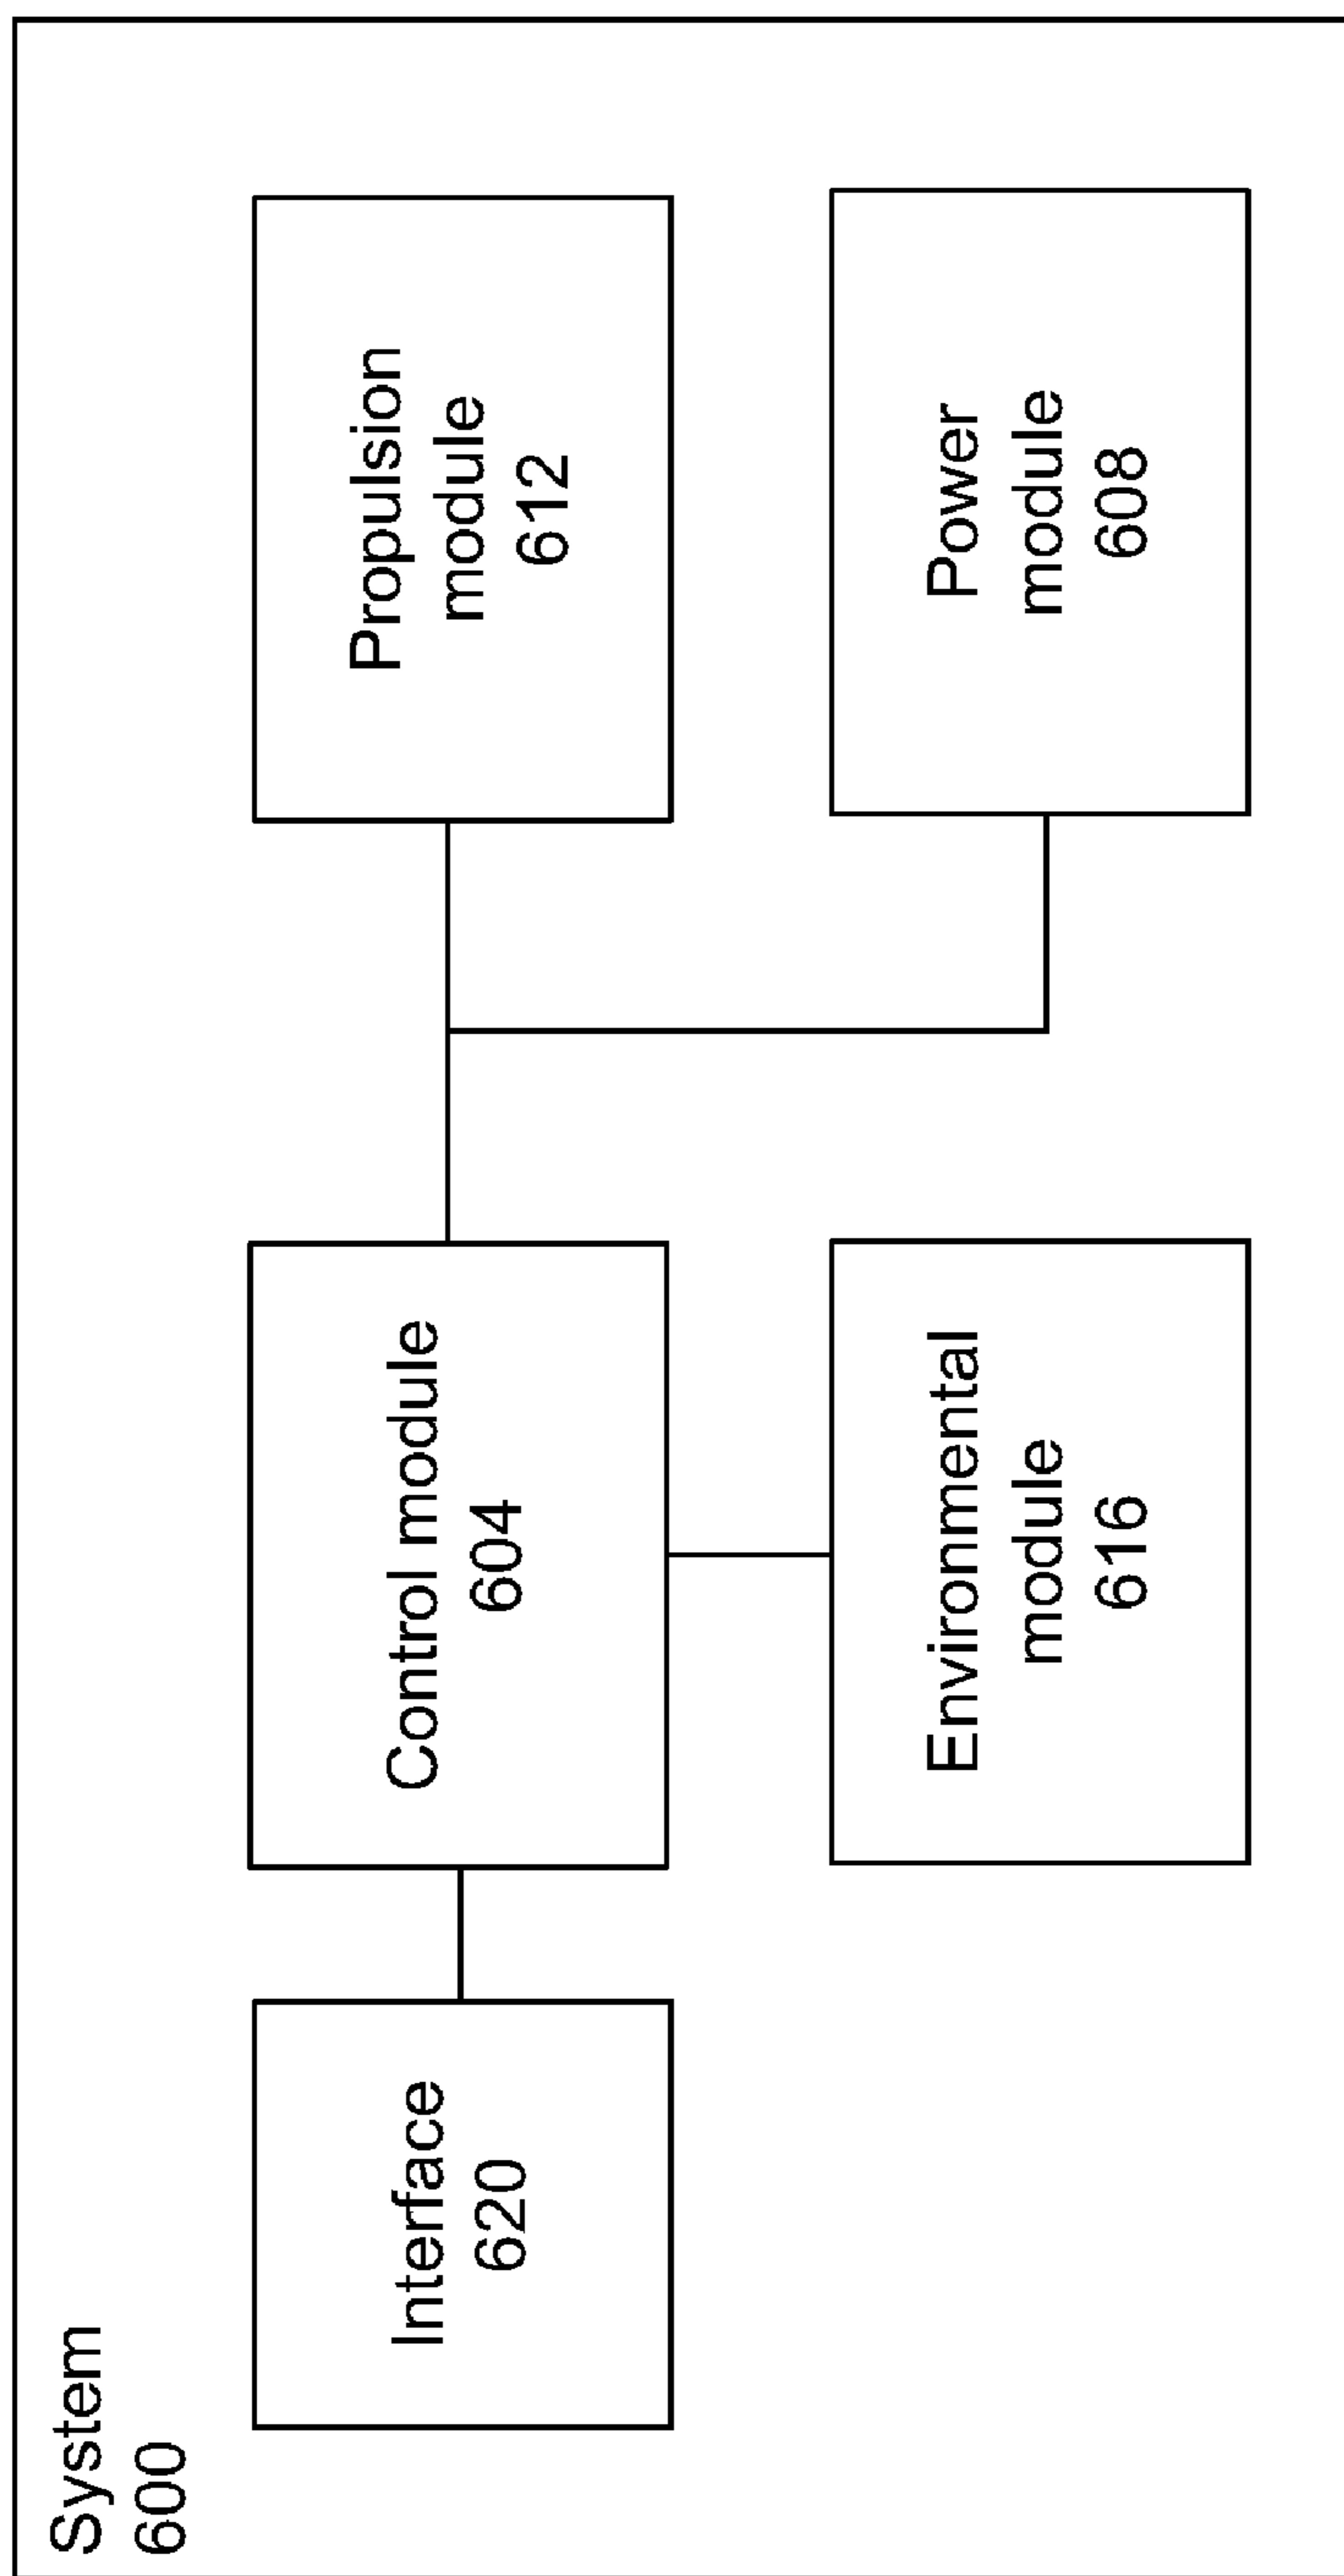 System
600
Interface
620
Control module
604
Propulsion
module
612
Environmental
module
616
Power
module
608